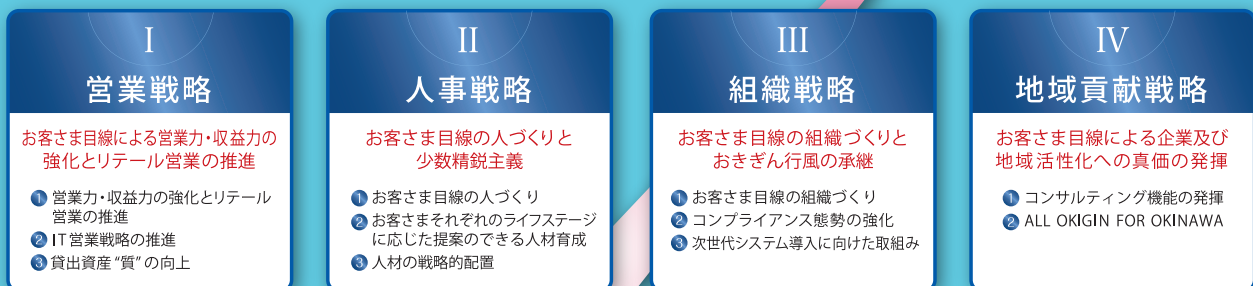 I
営業戦略
お客さま目線による営業力・収益力の
強化とリテール営業の推進
1 営業力・収益力の強化とリテール
営業の推進
2 IT営業戦略の推進
3 貸出資産“質”の向上
II
人事戦略
お客さま目線の人づくりと
少数精鋭主義
1 お客さま目線の人づくり
2 お客さまそれぞれのライフステージ
に応じた提案のできる人材育成
3 人材の戦略的配置
III
組織戦略
お客さま目線の組織づくりと
おきぎん行風の承継
1 お客さま目線の組織づくり
2 コンプライアンス態勢の強化
3 次世代システム導入に向けた取組み
IV
地域貢献戦略
お客さま目線による企業及び
地域活性化への真価の発揮
1 コンサルティング機能の発揮
2 ALL OKIGIN FOR OKINAWA